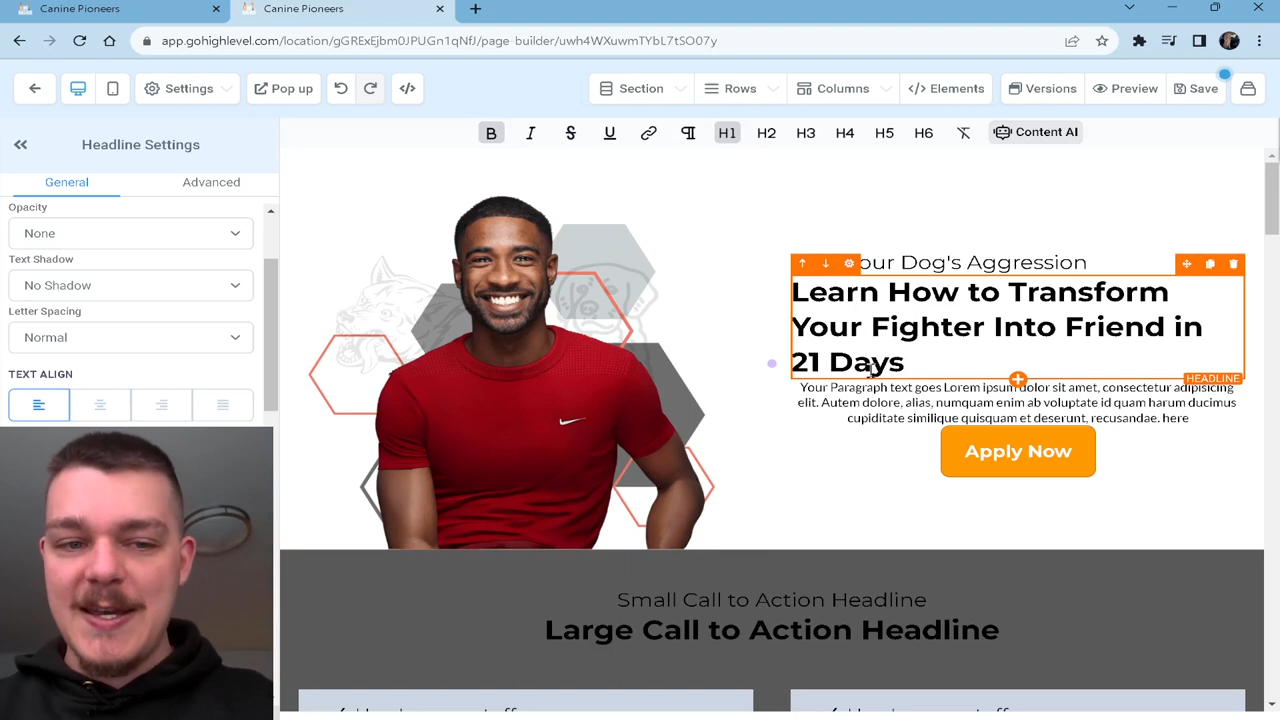 Canine Pioneers
Canine Pioneers
app.gohighlevel.com/location/gGRExEjbm0JPUGn1qNfJ/page-builder/uwh4WXuwmTYbL7tSO07y
Settings
Pop up
Section
Rows
Columns
Elements
Versions
Preview
Save
Headline Settings
B I S U H1 H2 H3 H4 H5 H6 Content AI
General
Advanced
Opacity
None
Text Shadow
No Shadow
Letter Spacing
Normal
TEXT ALIGN
our Dog's Aggression
Learn How to Transform
Your Fighter Into Friend in
21 Days
HEADLINE
Your Paragraph text goes Lorem ipsum dolor sit amet, consectetur adipisicing
elit. Autem dolore, alias, numquam enim ab voluptate id quam harum ducimus
cupiditate similique quisquam et deserunt, recusandae. here
Apply Now
Small Call to Action Headline
Large Call to Action Headline